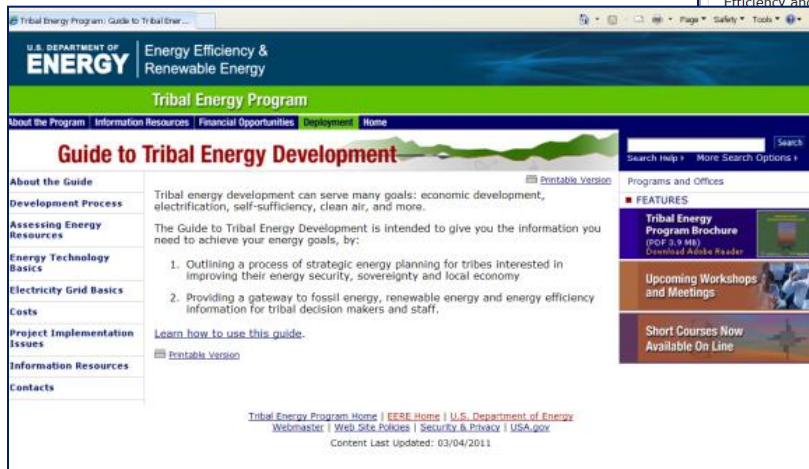 Efficiency and
Tribal Energy Program: Guide to Tribal Ener...
Page Safety Tools
U.S. DEPARTMENT OF
ENERGY
Energy Efficiency &
Renewable Energy
Tribal Energy Program
About the Program Information Resources Financial Opportunities Deployment Home
Search
Search Help More Search Options
Guide to Tribal Energy Development
About the Guide
Development Process
Assessing Energy
Resources
Energy Technology
Basics
Electricity Grid Basics
Costs
Project Implementation
Issues
Information Resources
Contacts
Printable Version
Tribal energy development can serve many goals: economic development,
electrification, self-sufficiency, clean air, and more.
The Guide to Tribal Energy Development is intended to give you the information you
need to achieve your energy goals, by:
1. Outlining a process of strategic energy planning for tribes interested in
improving their energy security, sovereignty and local economy
2. Providing a gateway to fossil energy, renewable energy and energy efficiency
information for tribal decision makers and staff.
Learn how to use this guide.
Printable Version
Programs and Offices
FEATURES
Tribal Energy
Program Brochure
(PDF 3.9 MB)
Download Adobe Reader
Upcoming Workshops
and Meetings
Short Courses Now
Available On Line
Tribal Energy Program Home | EERE Home | U.S. Department of Energy
Webmaster | Web Site Policies | Security & Privacy | USA.gov
Content Last Updated: 03/04/2011